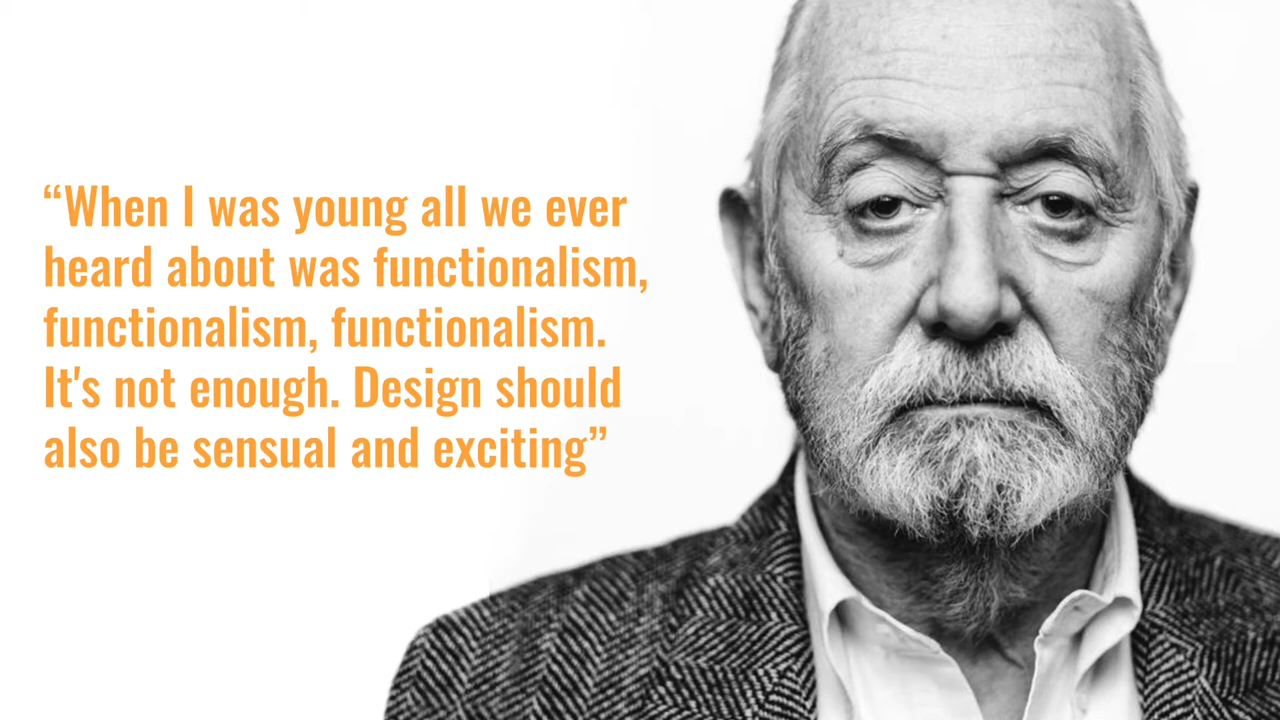 “When I was young all we ever
heard about was functionalism,
functionalism, functionalism.
It's not enough. Design should
also be sensual and exciting”